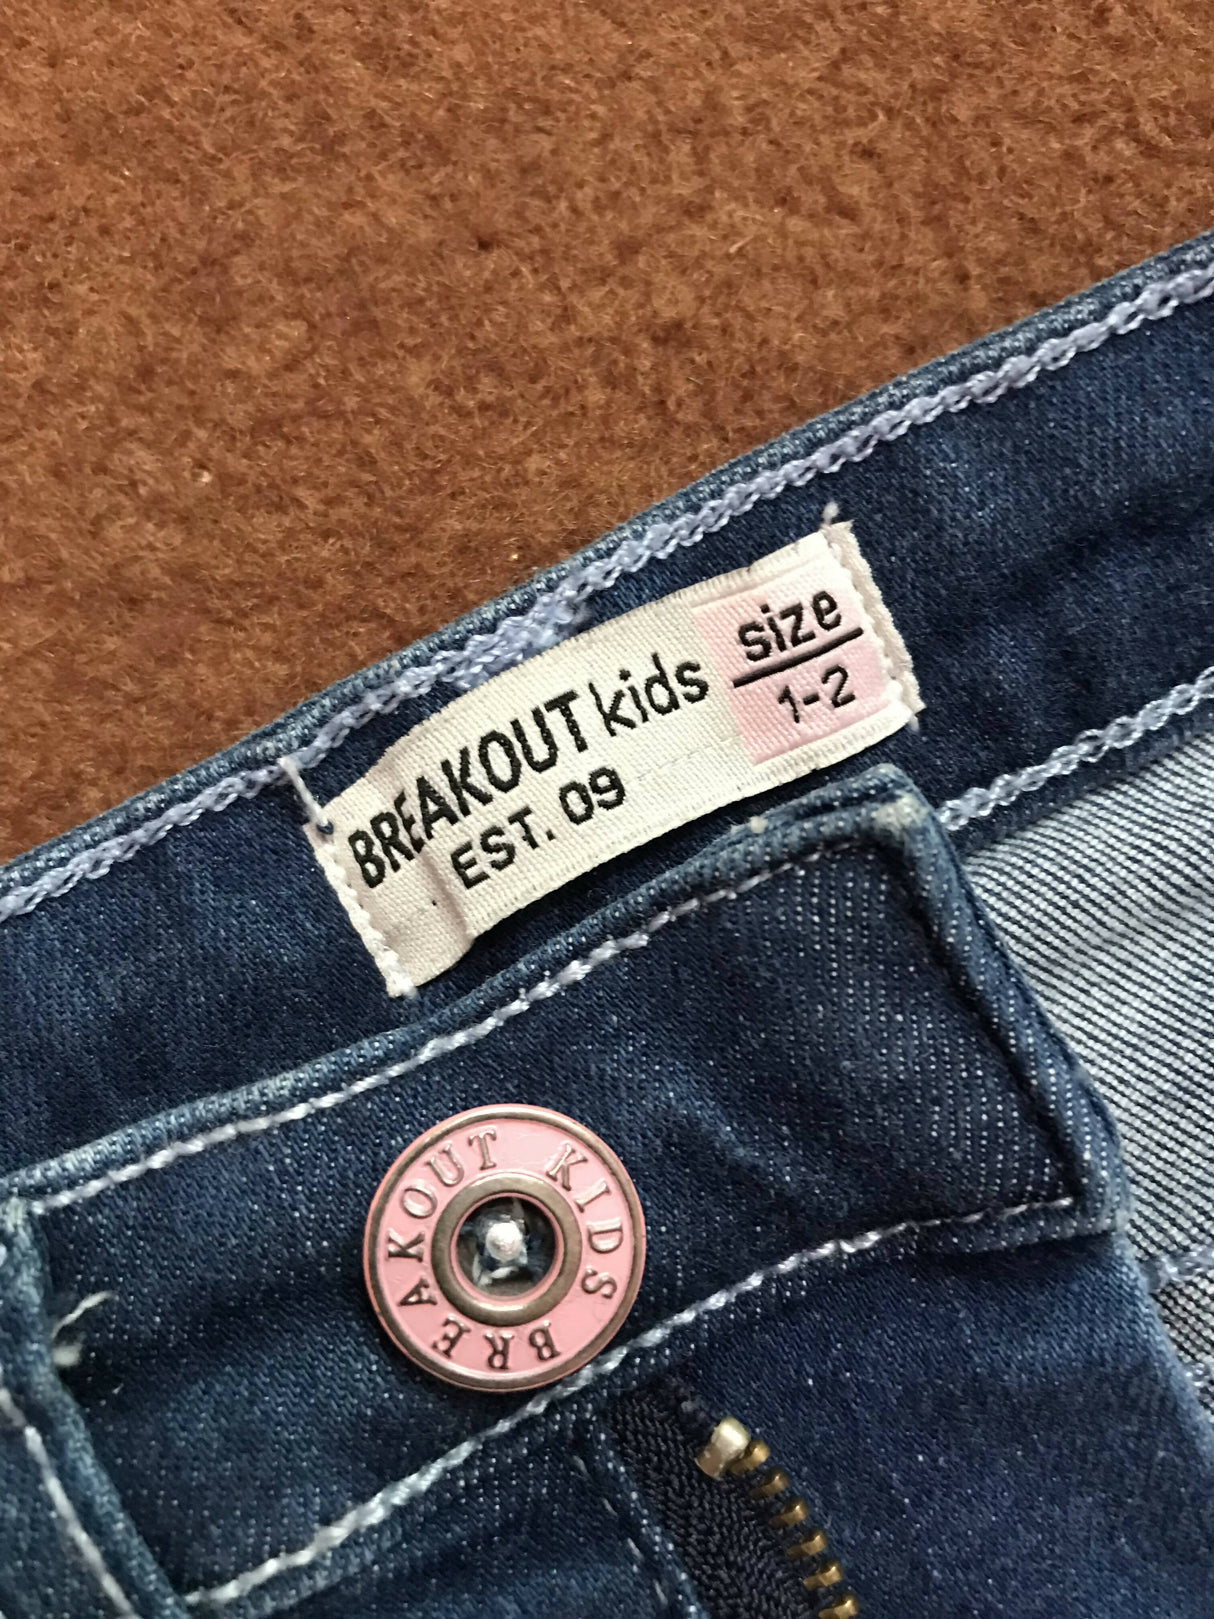 BREAKOUT kids
EST. 09
size
1-2
BREAKOUT KIDS